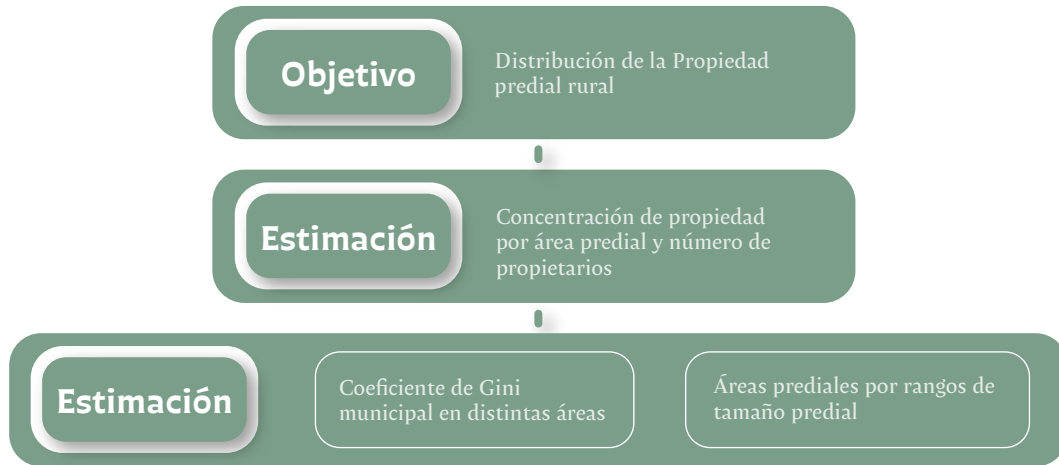 Objetivo
Distribución de la Propiedad
predial rural
Estimación
Concentración de propiedad
por área predial y número de
propietarios
Estimación
Coeficiente de Gini
municipal en distintas áreas
Áreas prediales por rangos de
tamaño predial